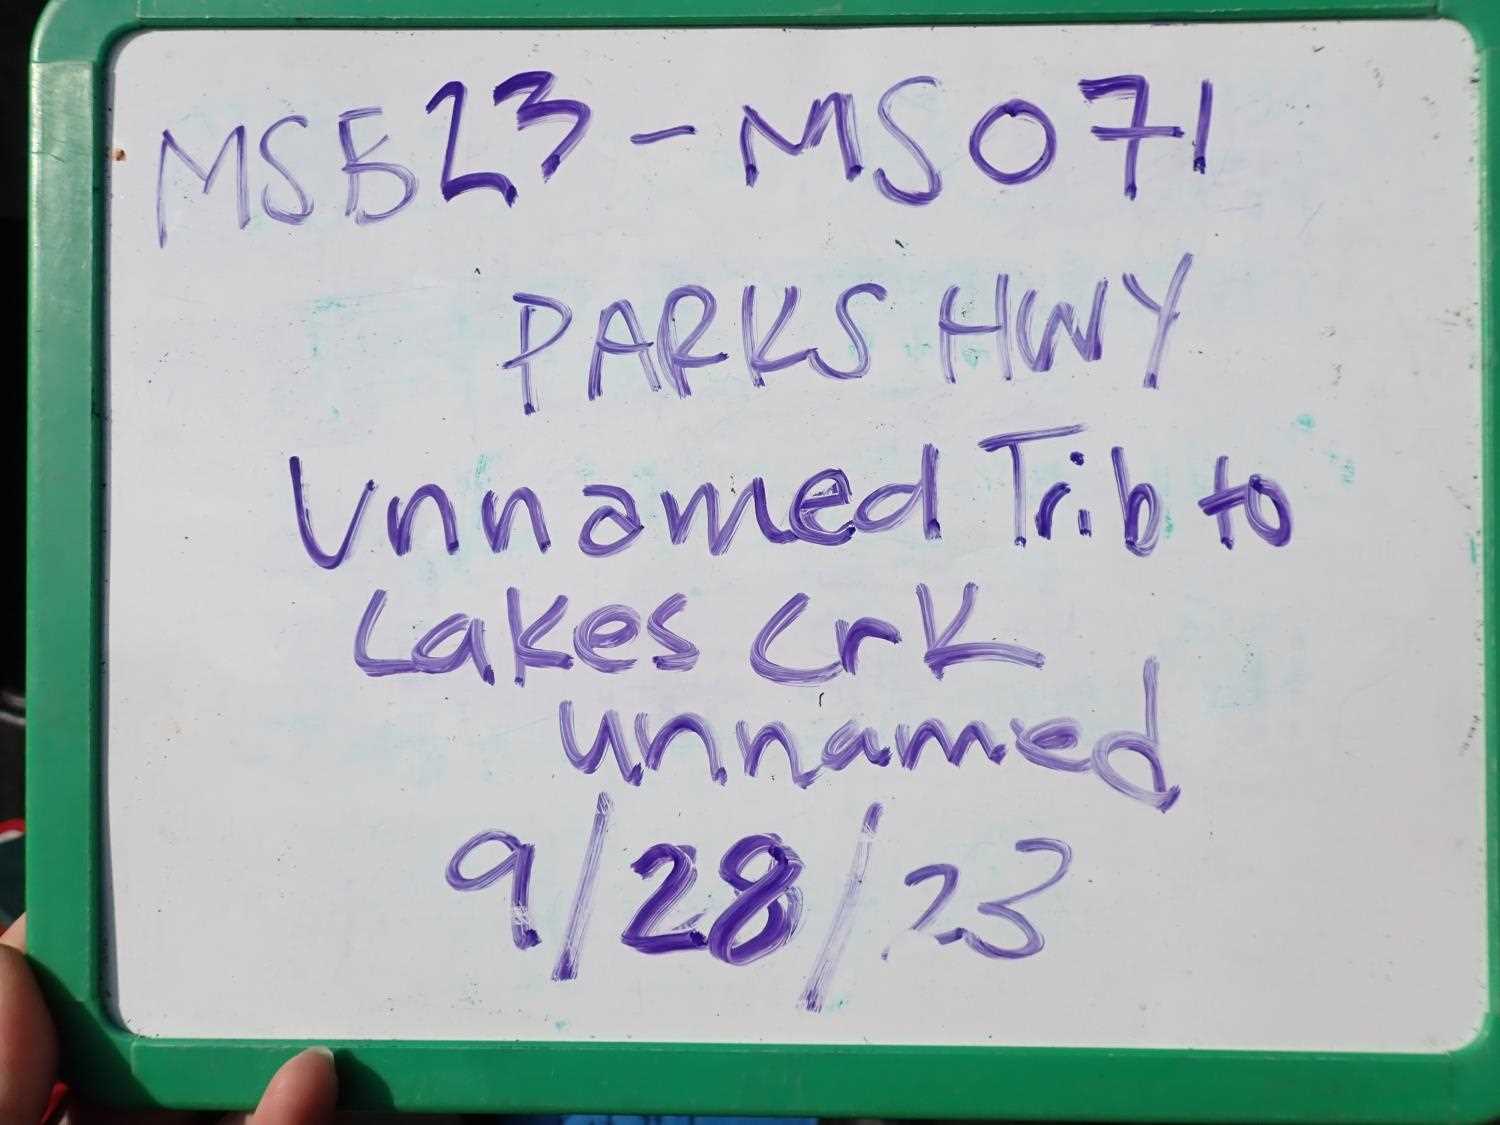 MSB23-MS071
PARKS HWY
Unnamed Trib to
Lakes Crk
unnamed
9/28/23